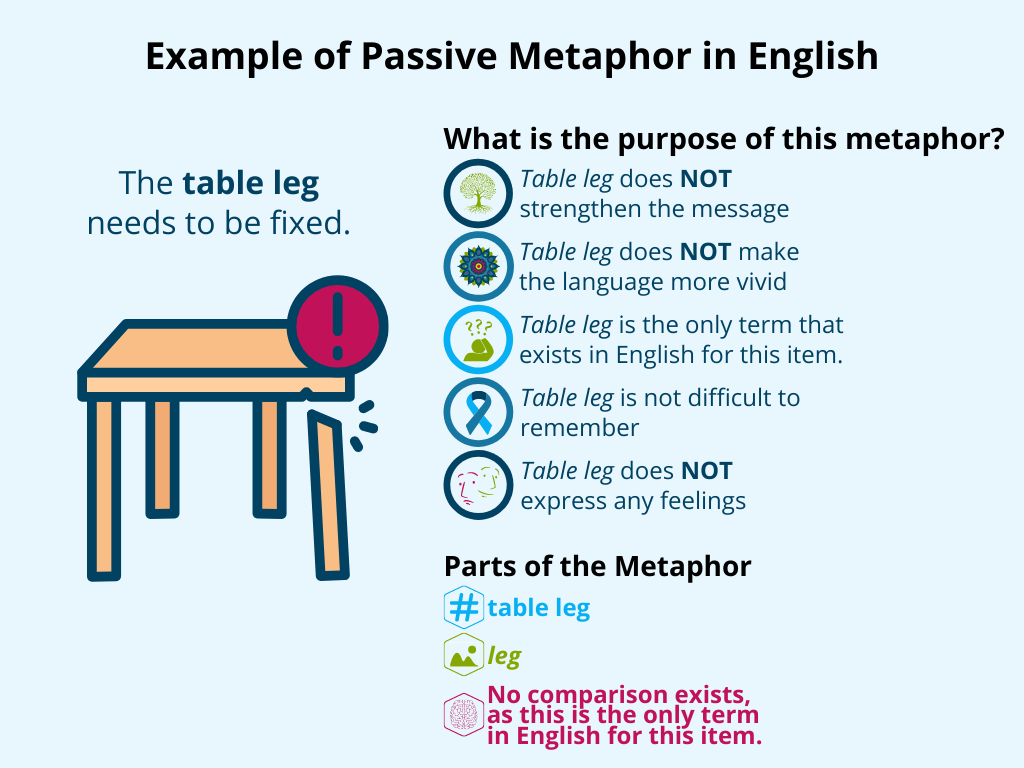 Example of Passive Metaphor in English
The table leg
needs to be fixed.
What is the purpose of this metaphor?
Table leg does NOT
strengthen the message
Table leg does NOT make
the language more vivid
???
Table leg is the only term that
exists in English for this item.
Table leg is not difficult to
remember
Table leg does NOT
express any feelings
Parts of the Metaphor
# table leg
leg
No comparison exists,
as this is the only term
in English for this item.